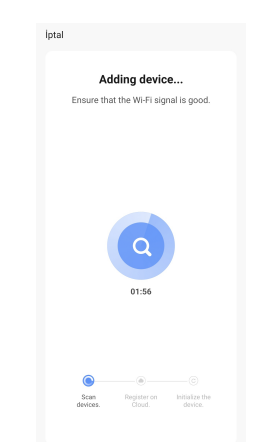 İptal
Adding device...
Ensure that the Wi-Fi signal is good.
01:56
Scan
devices.
Register on
Cloud.
Initialize the
device.